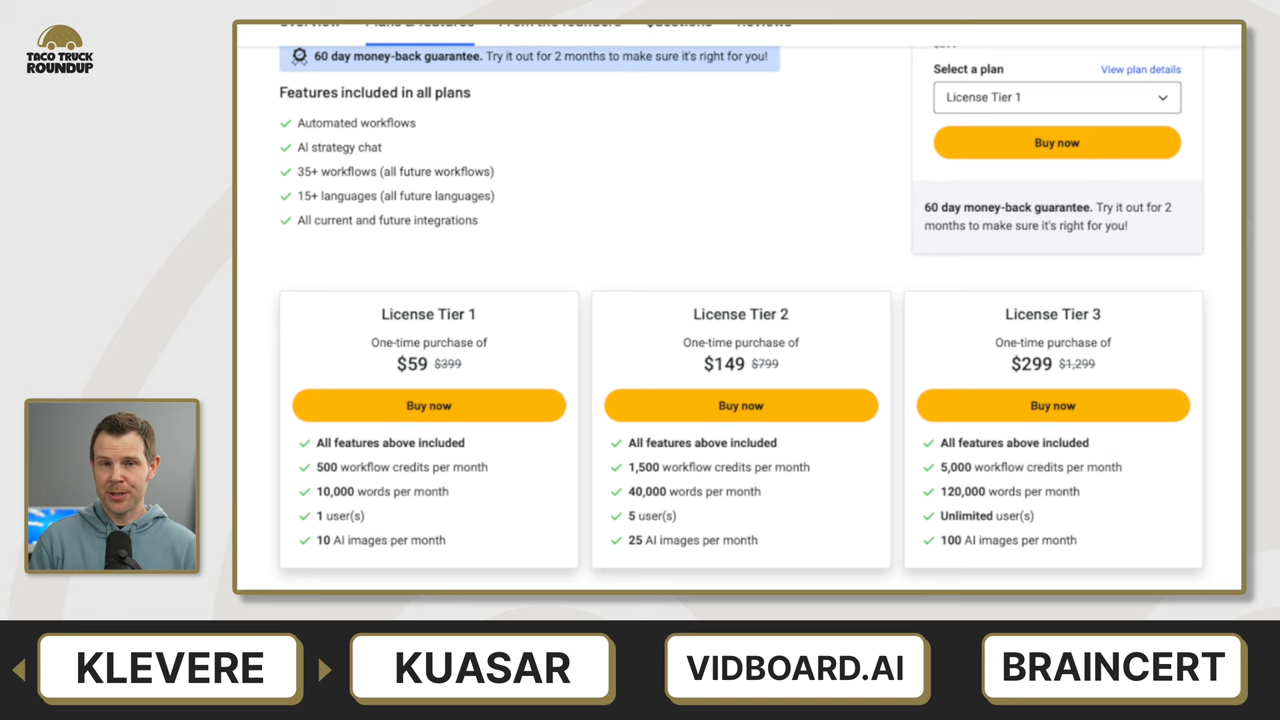 TACO TRUCK
ROUNDUP
Overview Plans & features From the founders Questions Reviews
60 day money-back guarantee. Try it out for 2 months to make sure it's right for you!
Features included in all plans
Automated workflows
AI strategy chat
35+ workflows (all future workflows)
15+ languages (all future languages)
All current and future integrations
Select a plan View plan details
License Tier 1
Buy now
60 day money-back guarantee. Try it out for 2
months to make sure it's right for you!
License Tier 1
One-time purchase of
$59 $399
Buy now
All features above included
500 workflow credits per month
10,000 words per month
1 user(s)
10 AI images per month
License Tier 2
One-time purchase of
$149 $799
Buy now
All features above included
1,500 workflow credits per month
40,000 words per month
5 user(s)
25 AI images per month
License Tier 3
One-time purchase of
$299 $1,299
Buy now
All features above included
5,000 workflow credits per month
120,000 words per month
Unlimited user(s)
100 AI images per month
KLEVERE
KUASAR
VIDBOARD.AI
BRAINCERT